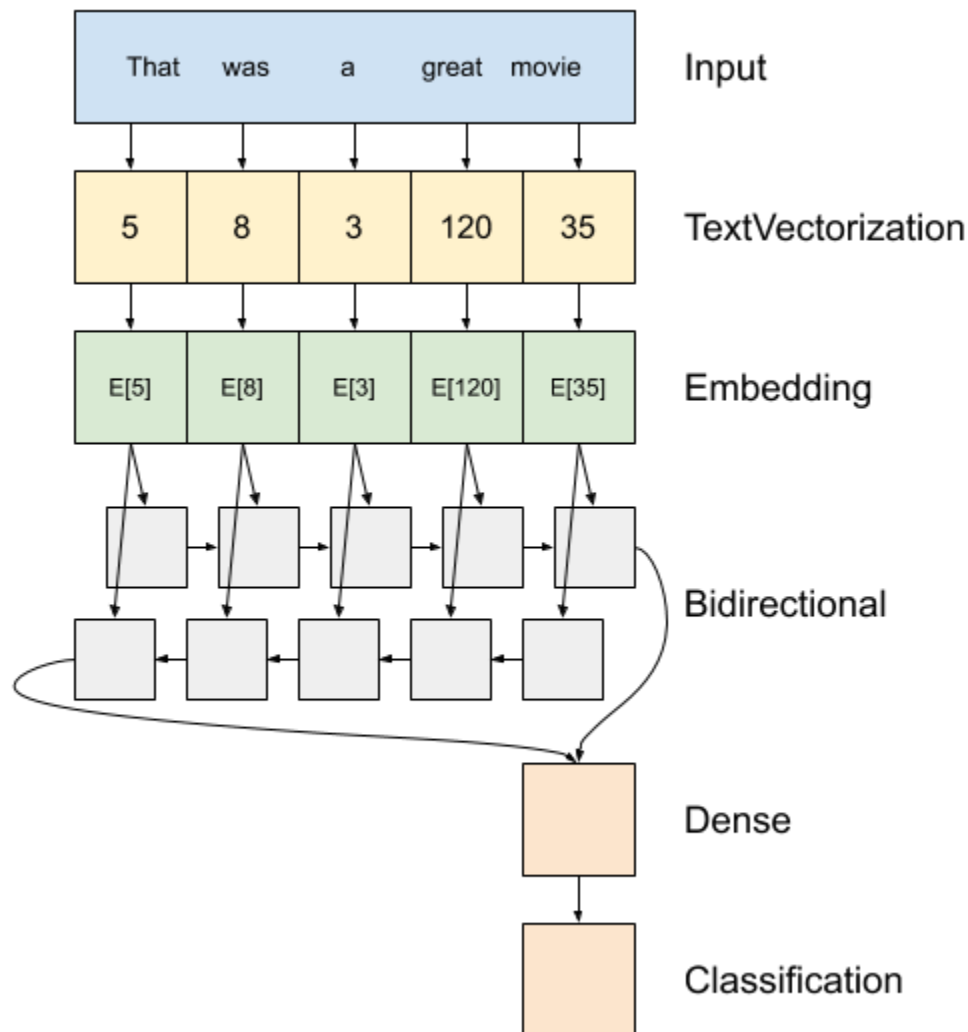 That was a great movie Input
5 8 3 120 35 TextVectorization
E[5] E[8] E[3] E[120] E[35] Embedding
Bidirectional
Dense
Classification